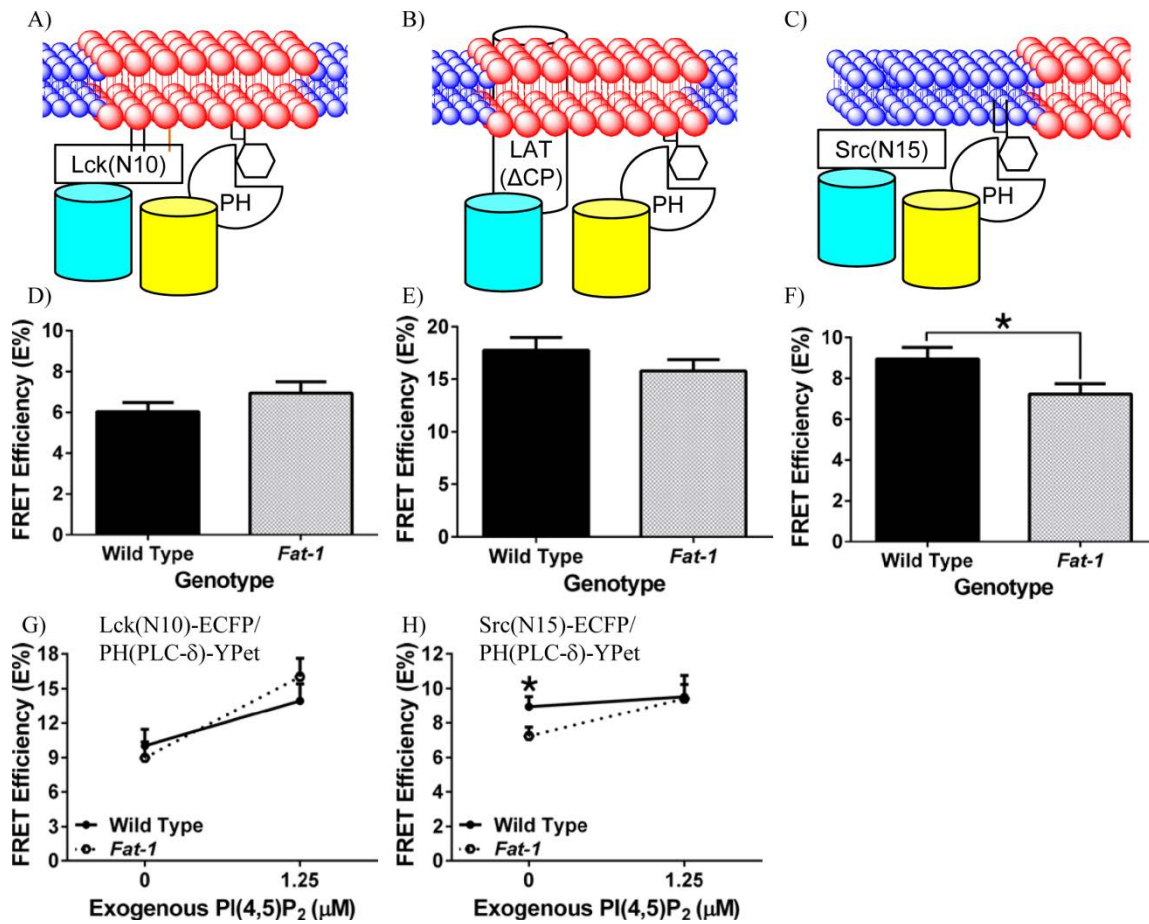 A)
B)
C)
Lck(N10)
PH
LAT
(ΔCP)
PH
Src(N15)
PH
D)
FRET Efficiency (E%)
10
8
6
4
2
0
Wild Type
Fat-1
Genotype
E)
FRET Efficiency (E%)
20
15
10
5
0
Wild Type
Fat-1
Genotype
F)
FRET Efficiency (E%)
10
8
6
4
2
0
*
Wild Type
Fat-1
Genotype
G)
Lck(N10)-ECFP/
PH(PLC-δ)-YPet
FRET Efficiency (E%)
18
15
12
9
6
3
0
Wild Type
Fat-1
0
1.25
Exogenous PI(4,5)P₂ (μM)
H)
Src(N15)-ECFP/
PH(PLC-δ)-YPet
FRET Efficiency (E%)
12
10
8
6
4
2
0
*
Wild Type
Fat-1
0
1.25
Exogenous PI(4,5)P₂ (μM)